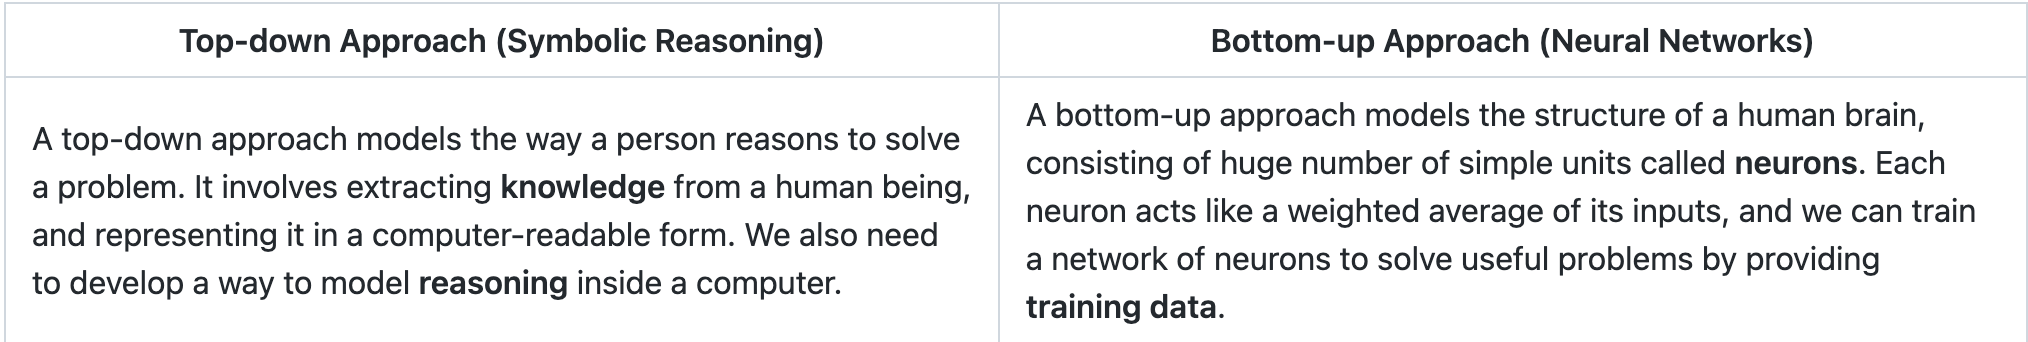 Top-down Approach (Symbolic Reasoning)
A top-down approach models the way a person reasons to solve
a problem. It involves extracting knowledge from a human being,
and representing it in a computer-readable form. We also need
to develop a way to model reasoning inside a computer.
Bottom-up Approach (Neural Networks)
A bottom-up approach models the structure of a human brain,
consisting of huge number of simple units called neurons. Each
neuron acts like a weighted average of its inputs, and we can train
a network of neurons to solve useful problems by providing
training data.